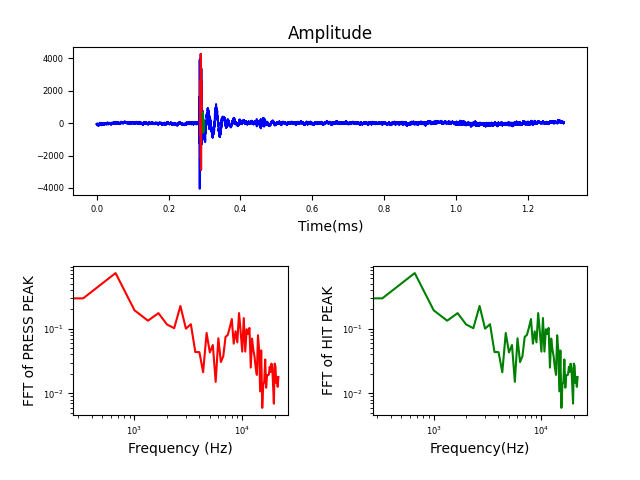 Amplitude
4000
2000
0
−2000
−4000
0.0 0.2 0.4 0.6 0.8 1.0 1.2
Time(ms)
FFT of PRESS PEAK
10⁻¹
10⁻²
10³ 10⁴
Frequency (Hz)
FFT of HIT PEAK
10⁻¹
10⁻²
10³ 10⁴
Frequency(Hz)